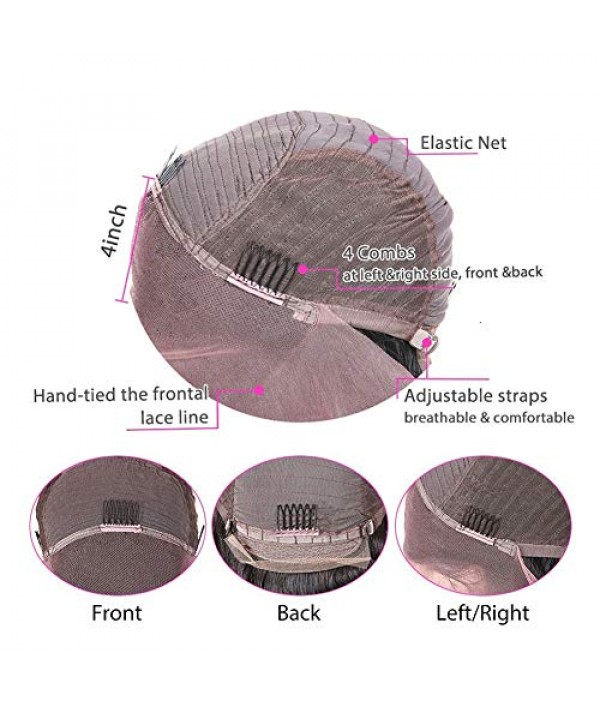 Elastic Net
4inch
4 Combs
at left &right side, front &back
Hand-tied the frontal
lace line
Adjustable straps
breathable & comfortable
Front
Back
Left/Right